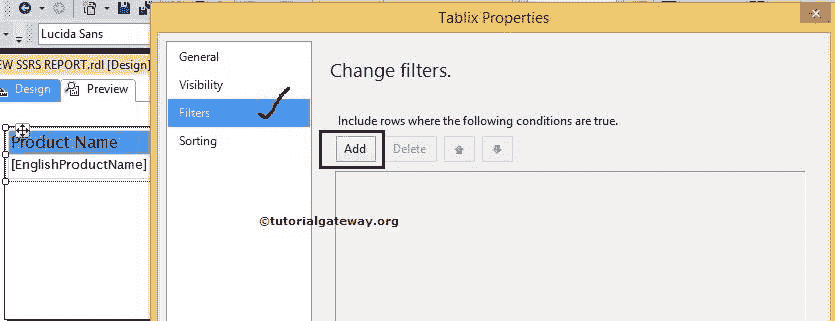 Tablix Properties
Lucida Sans
EW SSRS REPORT.rdl [Design]
Design
Preview
Product Name
[EnglishProductName]
General
Visibility
Filters
Sorting
Change filters.
Include rows where the following conditions are true.
Add Delete
©tutorialgateway.org